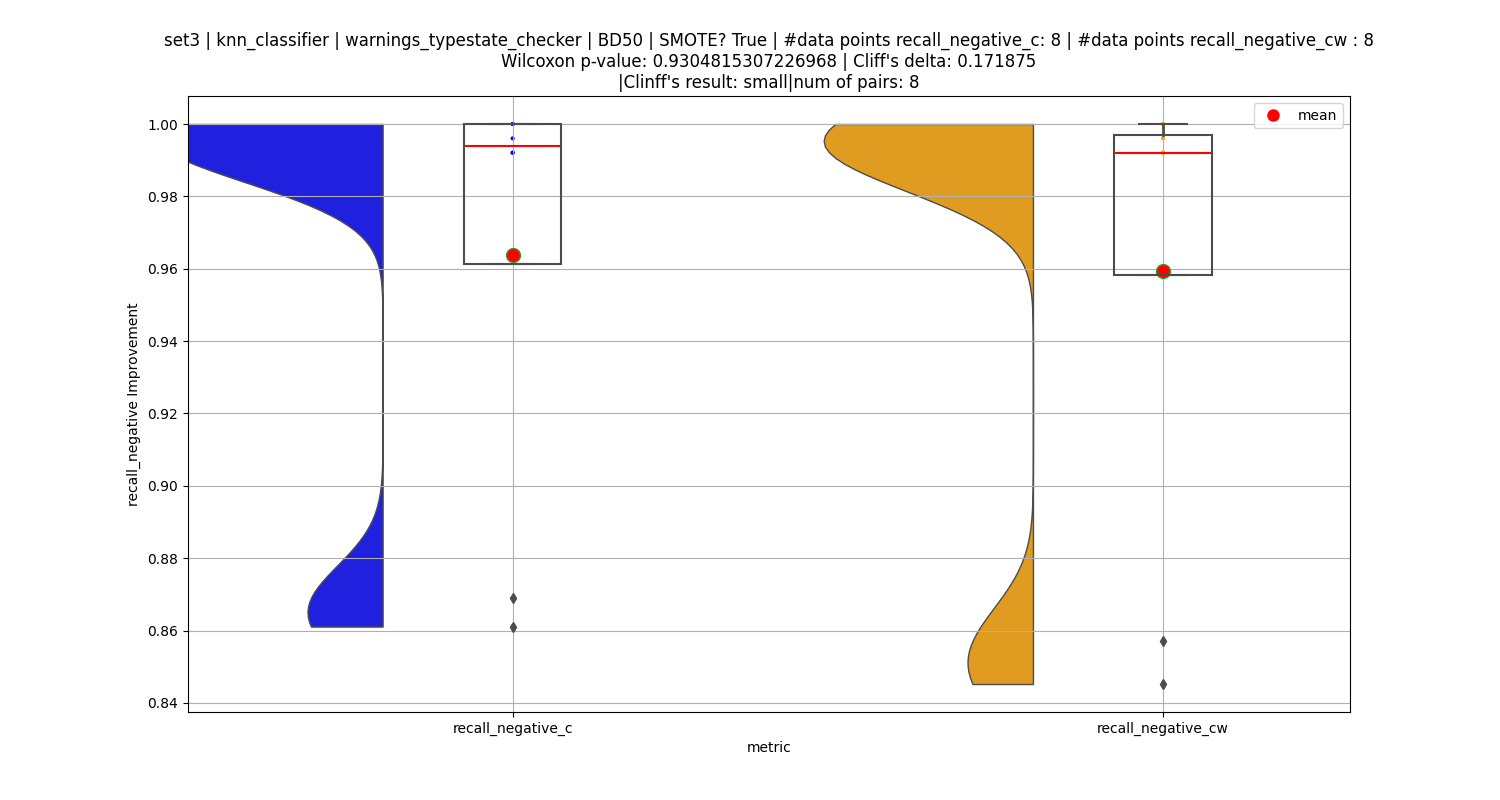 set3 | knn_classifier | warnings_typestate_checker | BD50 | SMOTE? True | #data points recall_negative_c: 8 | #data points recall_negative_cw : 8
Wilcoxon p-value: 0.9304815307226968 | Cliff's delta: 0.171875
|Clinff's result: small|num of pairs: 8
mean
1.00
0.98
0.96
0.94
0.92
0.90
0.88
0.86
0.84
recall_negative Improvement
recall_negative_c
recall_negative_cw
metric